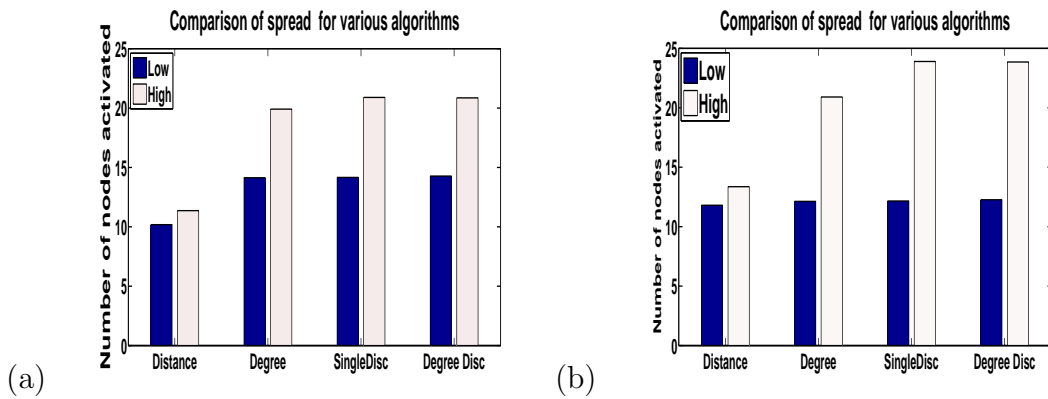 Comparison of spread for various algorithms
Number of nodes activated
25
20
15
10
5
0
Low
High
Distance
Degree
SingleDisc
Degree Disc
(a)
Comparison of spread for various algorithms
Number of nodes activated
25
20
15
10
5
0
Low
High
Distance
Degree
SingleDisc
Degree Disc
(b)